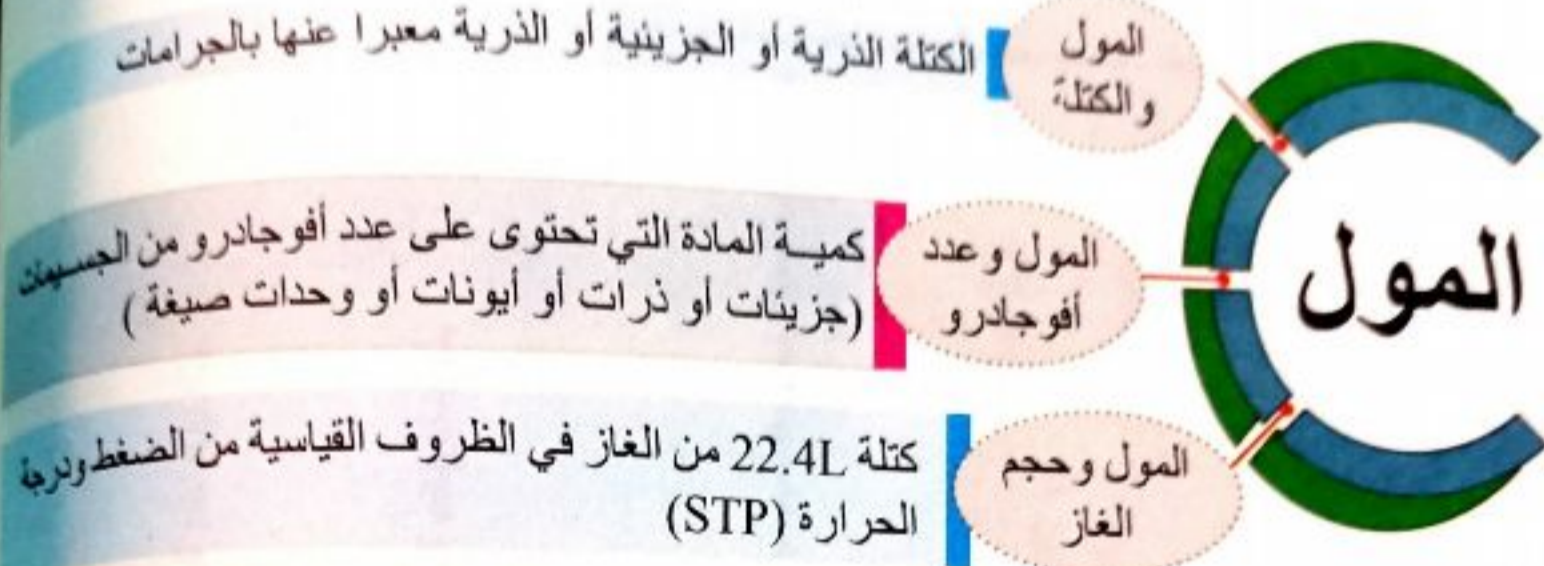 المول
المول
والكتلة
الكتلة الذرية أو الجزيئية أو الذرية معبرا عنها بالجرامات
المول وعدد
أفوجادرو
كمية المادة التي تحتوى على عدد أفوجادرو من الجسيمات
(جزيئات أو ذرات أو أيونات أو وحدات صيغة)
المول وحجم
الغاز
كتلة 22.4L من الغاز في الظروف القياسية من الضغط ودرجة
الحرارة (STP)